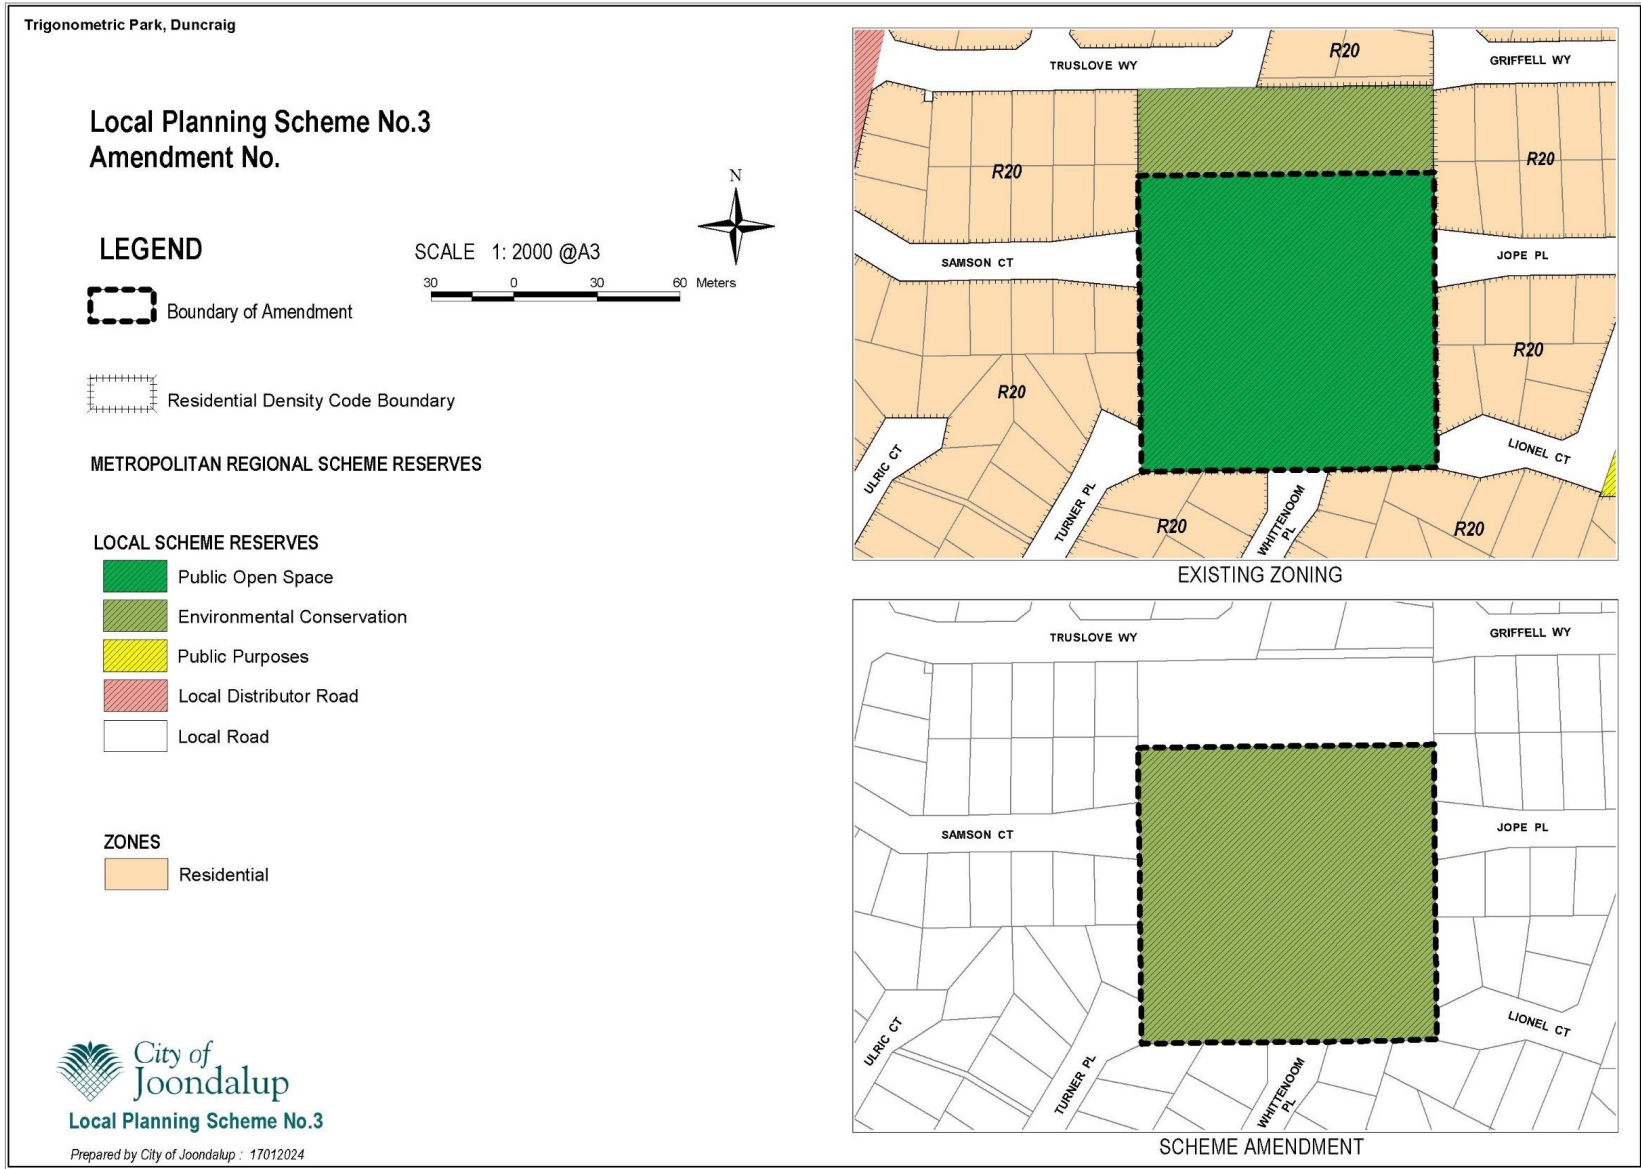 Trigonometric Park, Duncraig
Local Planning Scheme No.3
Amendment No.
N
LEGEND
SCALE 1: 2000 @A3
30 0 30 60 Meters
Boundary of Amendment
Residential Density Code Boundary
METROPOLITAN REGIONAL SCHEME RESERVES
LOCAL SCHEME RESERVES
Public Open Space
Environmental Conservation
Public Purposes
Local Distributor Road
Local Road
ZONES
Residential
City of
Joondalup
Local Planning Scheme No.3
Prepared by City of Joondalup : 17012024
R20
TRUSLOVE WY
GRIFFELL WY
R20
R20
SAMSON CT
JOPE PL
R20
R20
ULRIC CT
LIONEL CT
TURNER PL
WHITTENOOM
PL
R20
R20
EXISTING ZONING
TRUSLOVE WY
GRIFFELL WY
SAMSON CT
JOPE PL
ULRIC CT
LIONEL CT
TURNER PL
WHITTENOOM
PL
SCHEME AMENDMENT